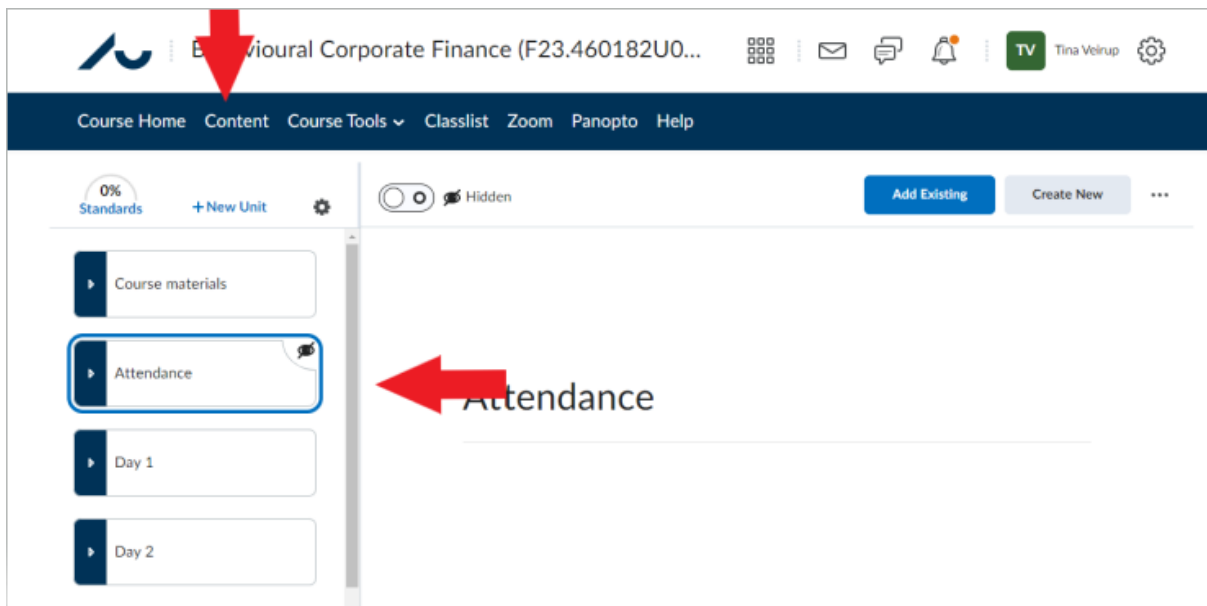 vioural Corporate Finance (F23.460182U0...
TV Tina Veirup
Course Home Content Course Tools Classlist Zoom Panopto Help
0%
Standards
+ New Unit
Hidden
Add Existing
Create New
...
Course materials
Attendance
Attendance
Day 1
Day 2